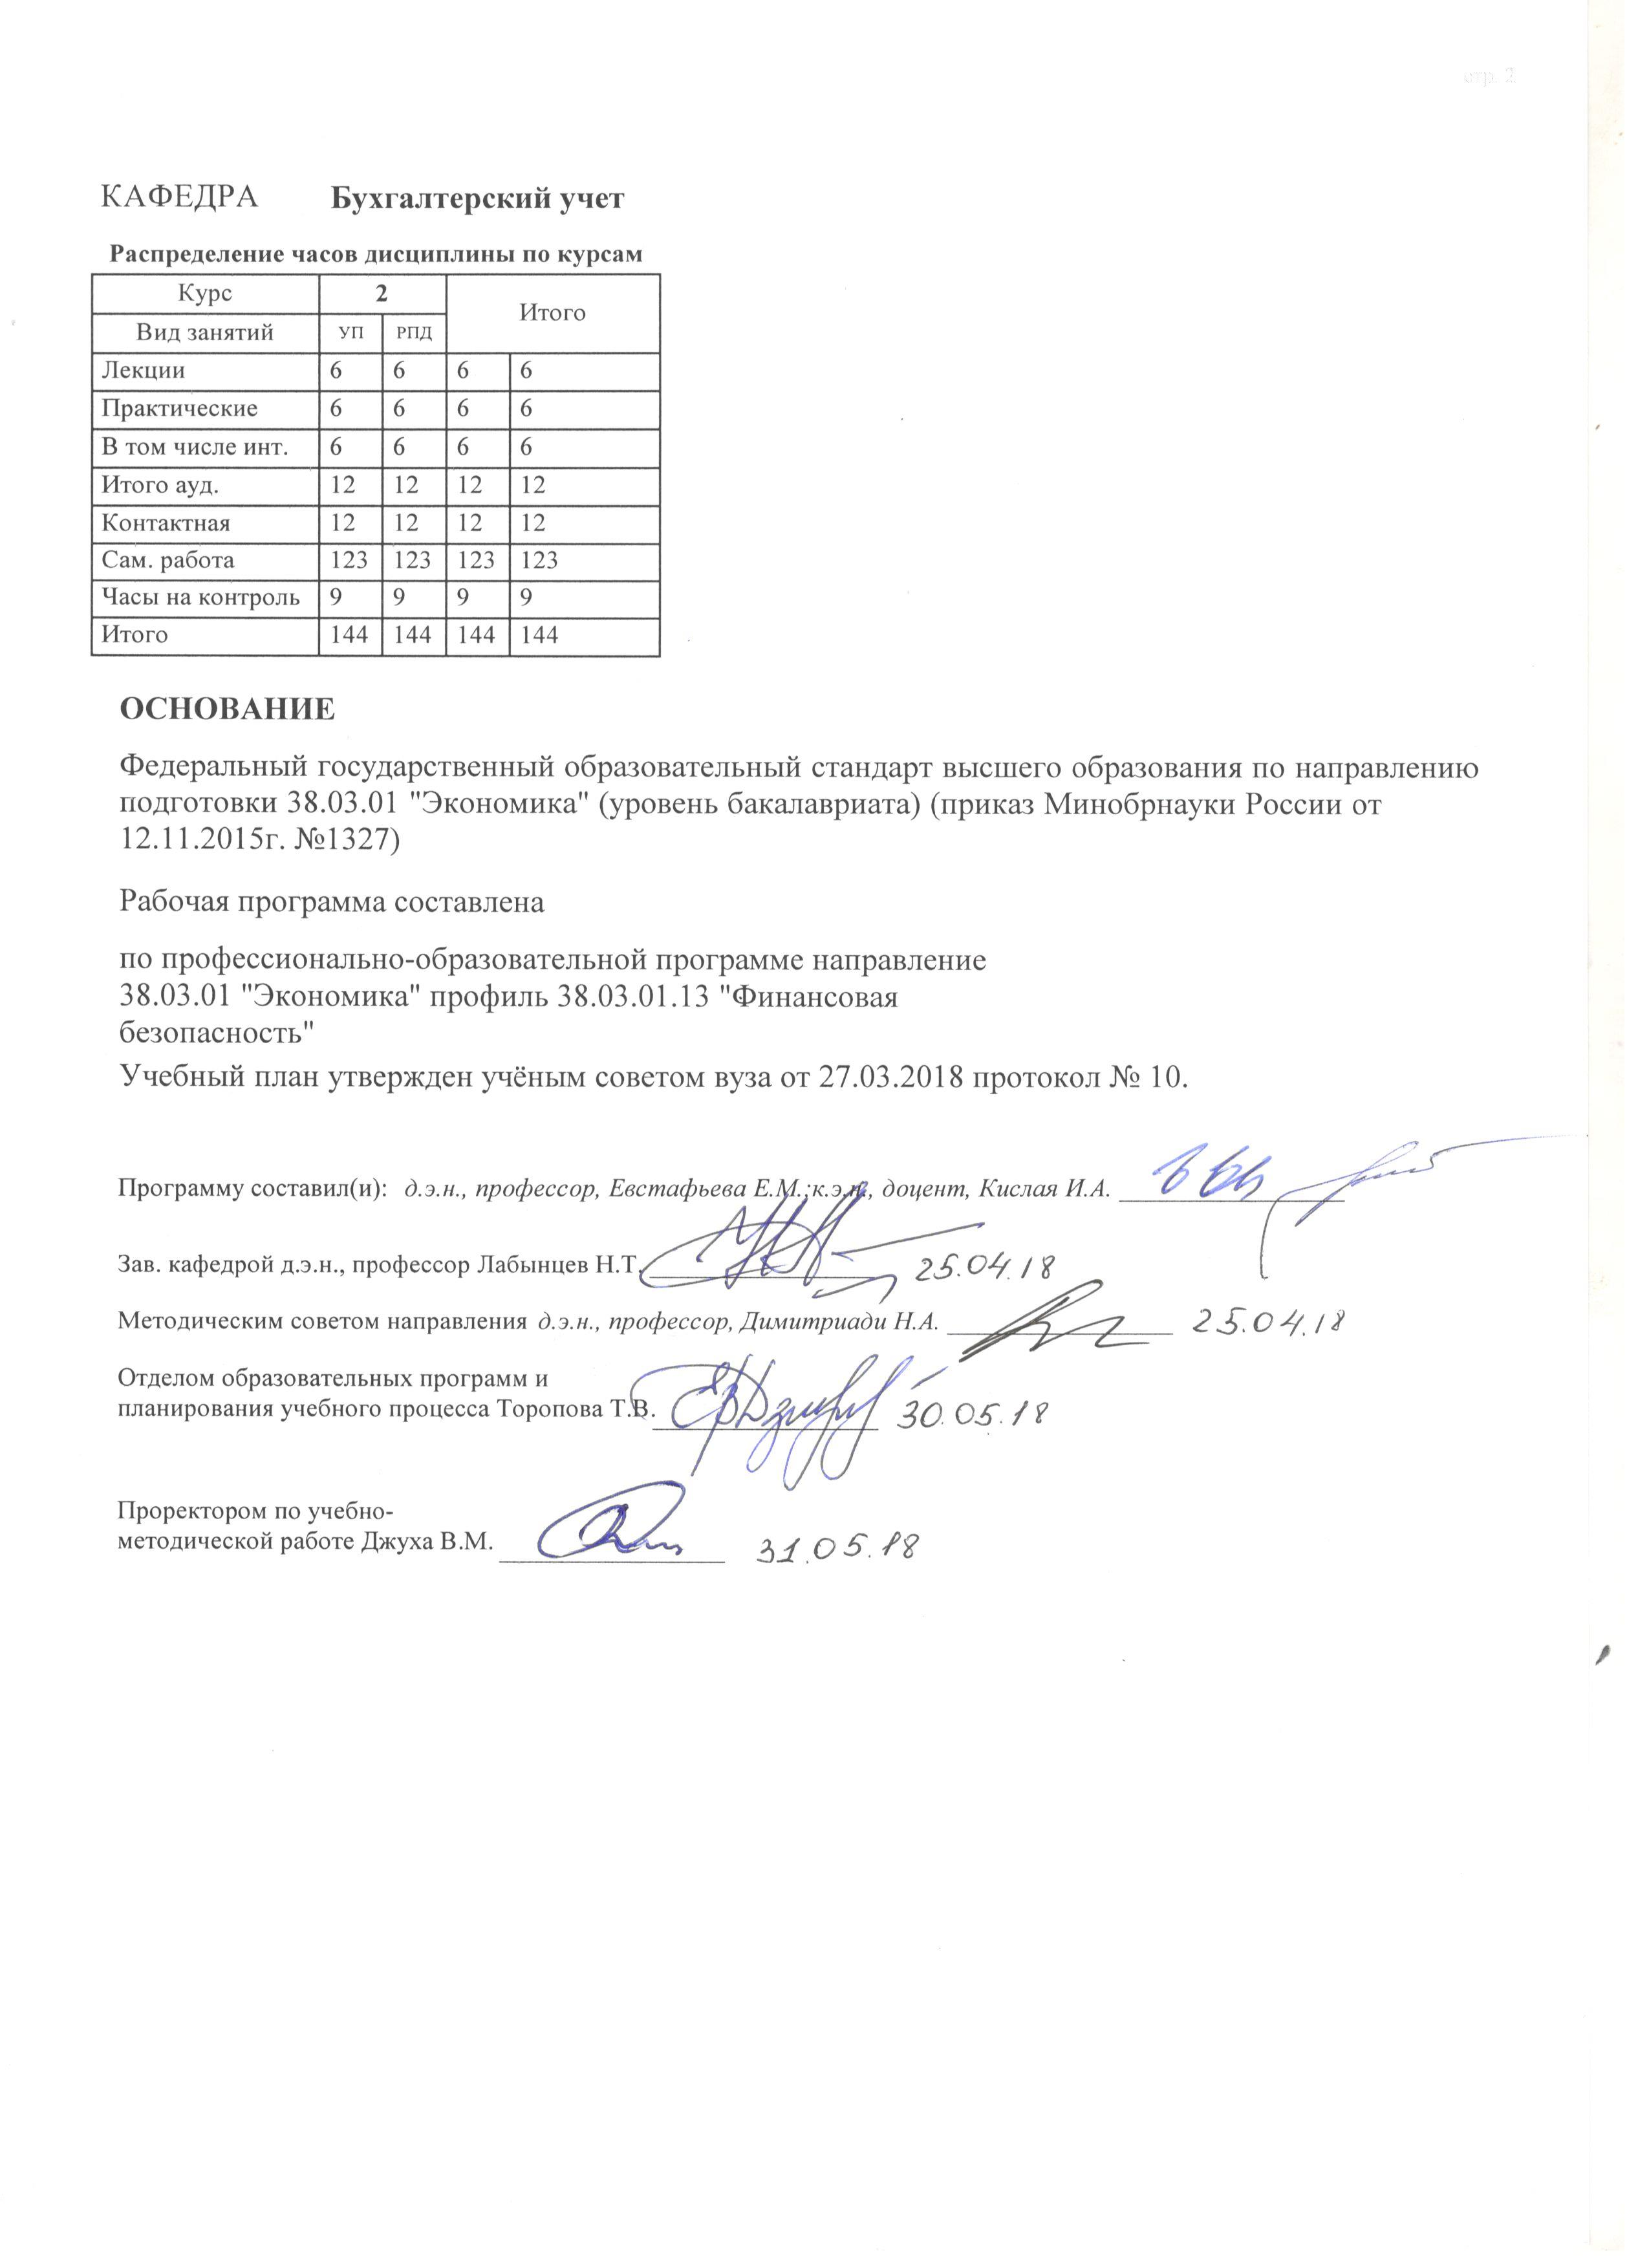 стр. 2
КАФЕДРА Бухгалтерский учет
Распределение часов дисциплины по курсам
Курс 2 Итого
Вид занятий УП РПД
Лекции 6 6 6 6
Практические 6 6 6 6
В том числе инт. 6 6 6 6
Итого ауд. 12 12 12 12
Контактная 12 12 12 12
Сам. работа 123 123 123 123
Часы на контроль 9 9 9 9
Итого 144 144 144 144
ОСНОВАНИЕ
Федеральный государственный образовательный стандарт высшего образования по направлению
подготовки 38.03.01 "Экономика" (уровень бакалавриата) (приказ Минобрнауки России от
12.11.2015г. №1327)
Рабочая программа составлена
по профессионально-образовательной программе направление
38.03.01 "Экономика" профиль 38.03.01.13 "Финансовая
безопасность"
Учебный план утвержден учёным советом вуза от 27.03.2018 протокол № 10.
Программу составил(и): д.э.н., профессор, Евстафьева Е.М.;к.э.н., доцент, Кислая И.А.
Зав. кафедрой д.э.н., профессор Лабынцев Н.Т. 25.04.18
Методическим советом направления д.э.н., профессор, Димитриади Н.А. 25.04.18
Отделом образовательных программ и
планирования учебного процесса Торопова Т.В. 30.05.18
Проректором по учебно-
методической работе Джуха В.М. 31.05.18